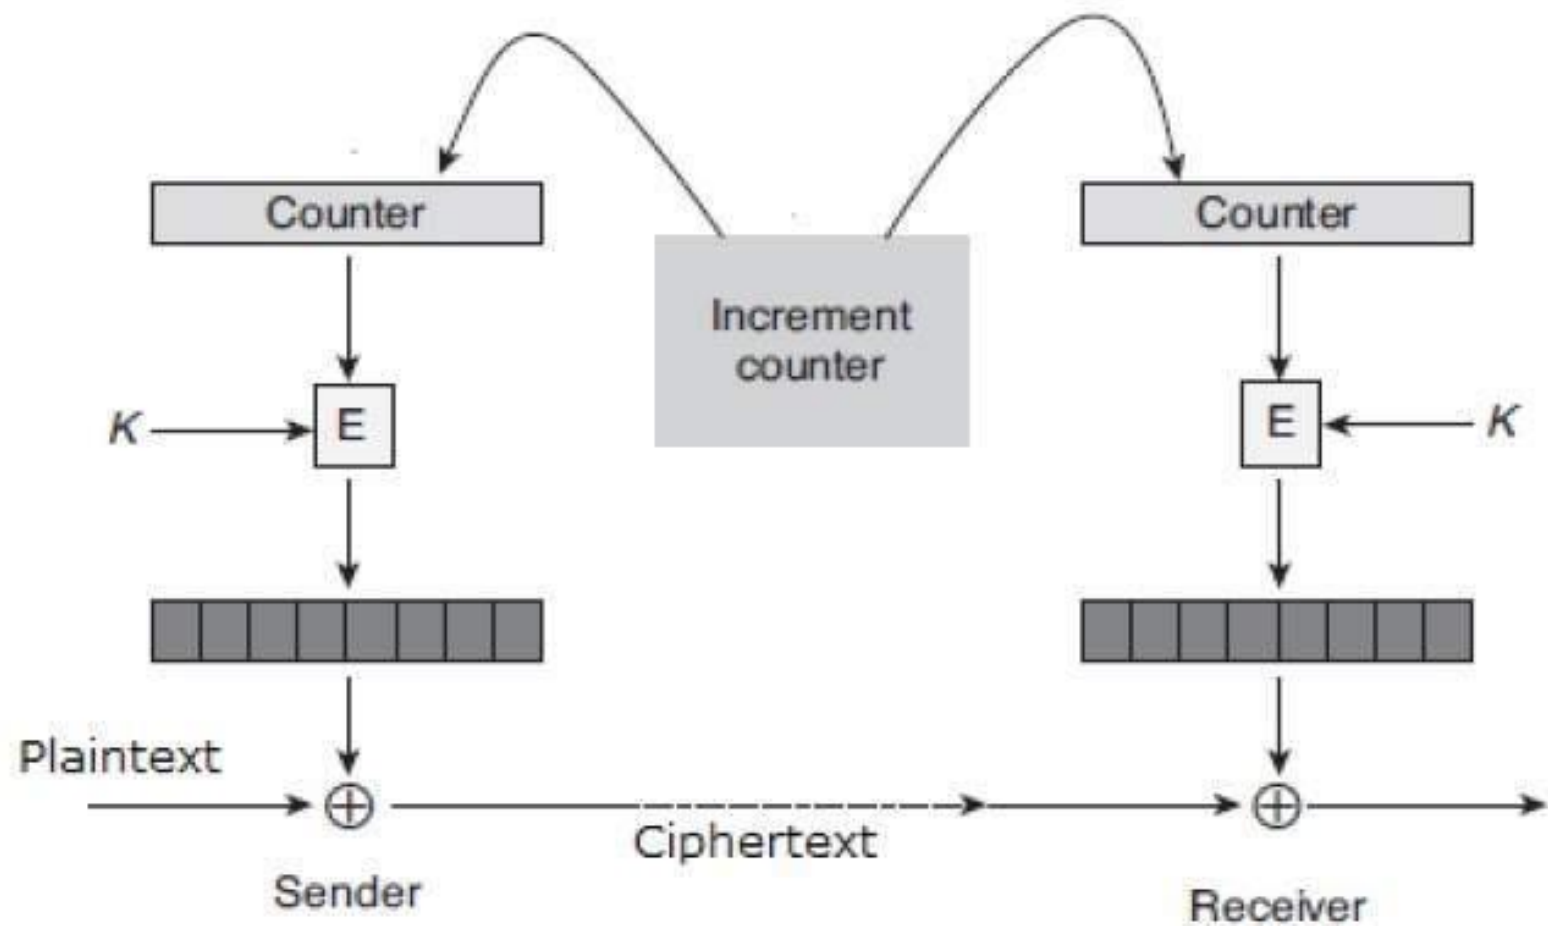 Counter
Counter
Increment
counter
K
E
E
K
Plaintext
Ciphertext
Sender
Receiver